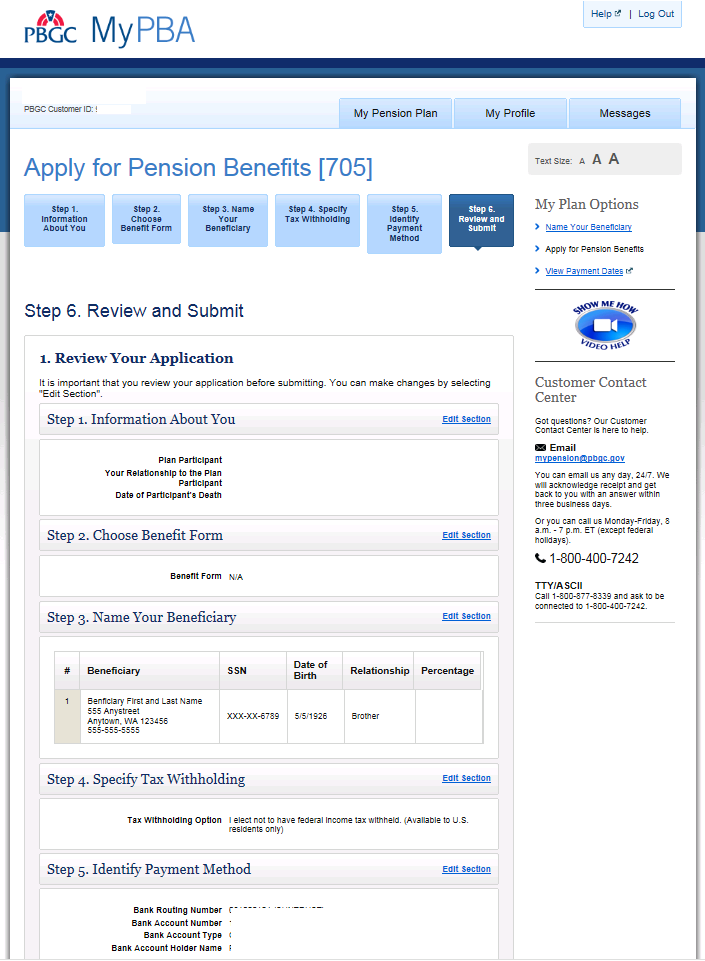 PBGC MyPBA
Help | Log Out
PBGC Customer ID:
My Pension Plan
My Profile
Messages
Apply for Pension Benefits [705]
Text Size: A A A
Step 1.
Information
About You
Step 2.
Choose
Benefit Form
Step 3. Name
Your
Beneficiary
Step 4. Specify
Tax Withholding
Step 5.
Identify
Payment
Method
Step 6.
Review and
Submit
My Plan Options
Name Your Beneficiary
Apply for Pension Benefits
View Payment Dates
SHOW ME HOW
VIDEO HELP
Step 6. Review and Submit
1. Review Your Application
It is important that you review your application before submitting. You can make changes by selecting
"Edit Section".
Step 1. Information About You
Edit Section
Plan Participant
Your Relationship to the Plan
Participant
Date of Participant's Death
Step 2. Choose Benefit Form
Edit Section
Benefit Form N/A
Step 3. Name Your Beneficiary
Edit Section
# Beneficiary SSN Date of Birth Relationship Percentage
1 Benficiary First and Last Name
555 Anystreet
Anytown, WA 123456
555-555-5555
XXX-XX-6789 5/5/1926 Brother
Step 4. Specify Tax Withholding
Edit Section
Tax Withholding Option I elect not to have federal income tax withheld. (Available to U.S.
residents only)
Step 5. Identify Payment Method
Edit Section
Bank Routing Number
Bank Account Number
Bank Account Type
Bank Account Holder Name
Customer Contact
Center
Got questions? Our Customer
Contact Center is here to help.
Email
mypension@pbgc.gov
You can email us any day, 24/7. We
will acknowledge receipt and get
back to you with an answer within
three business days.
Or you can call us Monday-Friday, 8
a.m. - 7 p.m. ET (except federal
holidays).
1-800-400-7242
TTY/ASCII
Call 1-800-877-8339 and ask to be
connected to 1-800-400-7242.